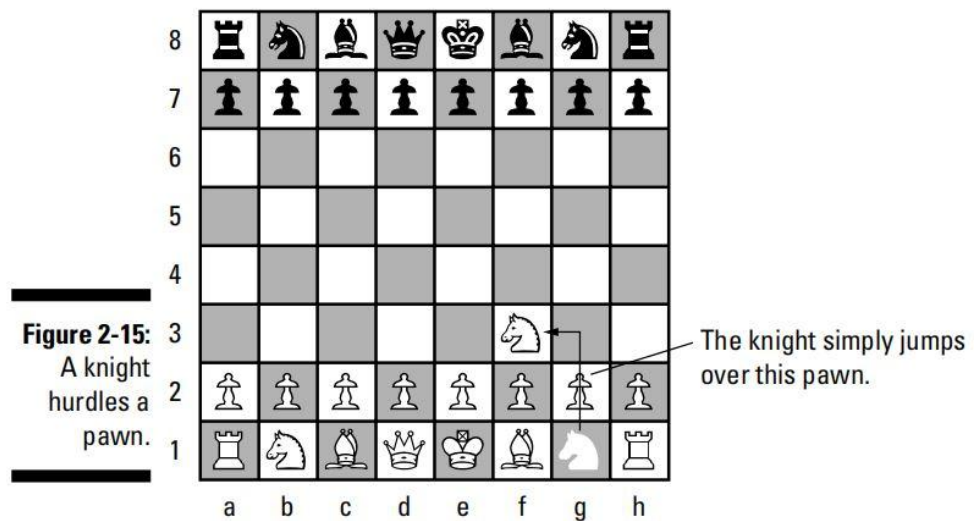 8
7
6
5
4
3
2
1
a b c d e f g h
Figure 2-15:
A knight
hurdles a
pawn.
The knight simply jumps
over this pawn.